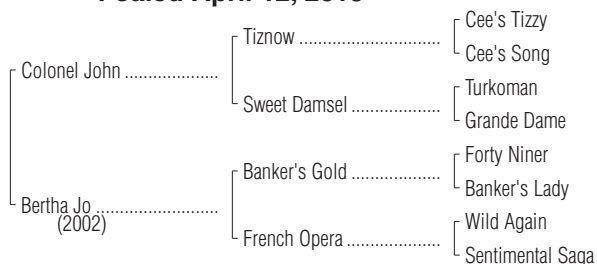 Tiznow ..............................
Cee's Tizzy
Cee's Song
Colonel John ....................
Sweet Damsel ...................
Turkoman
Grande Dame
Banker's Gold ...................
Forty Niner
Banker's Lady
Bertha Jo ..........................
(2002)
French Opera ....................
Wild Again
Sentimental Saga